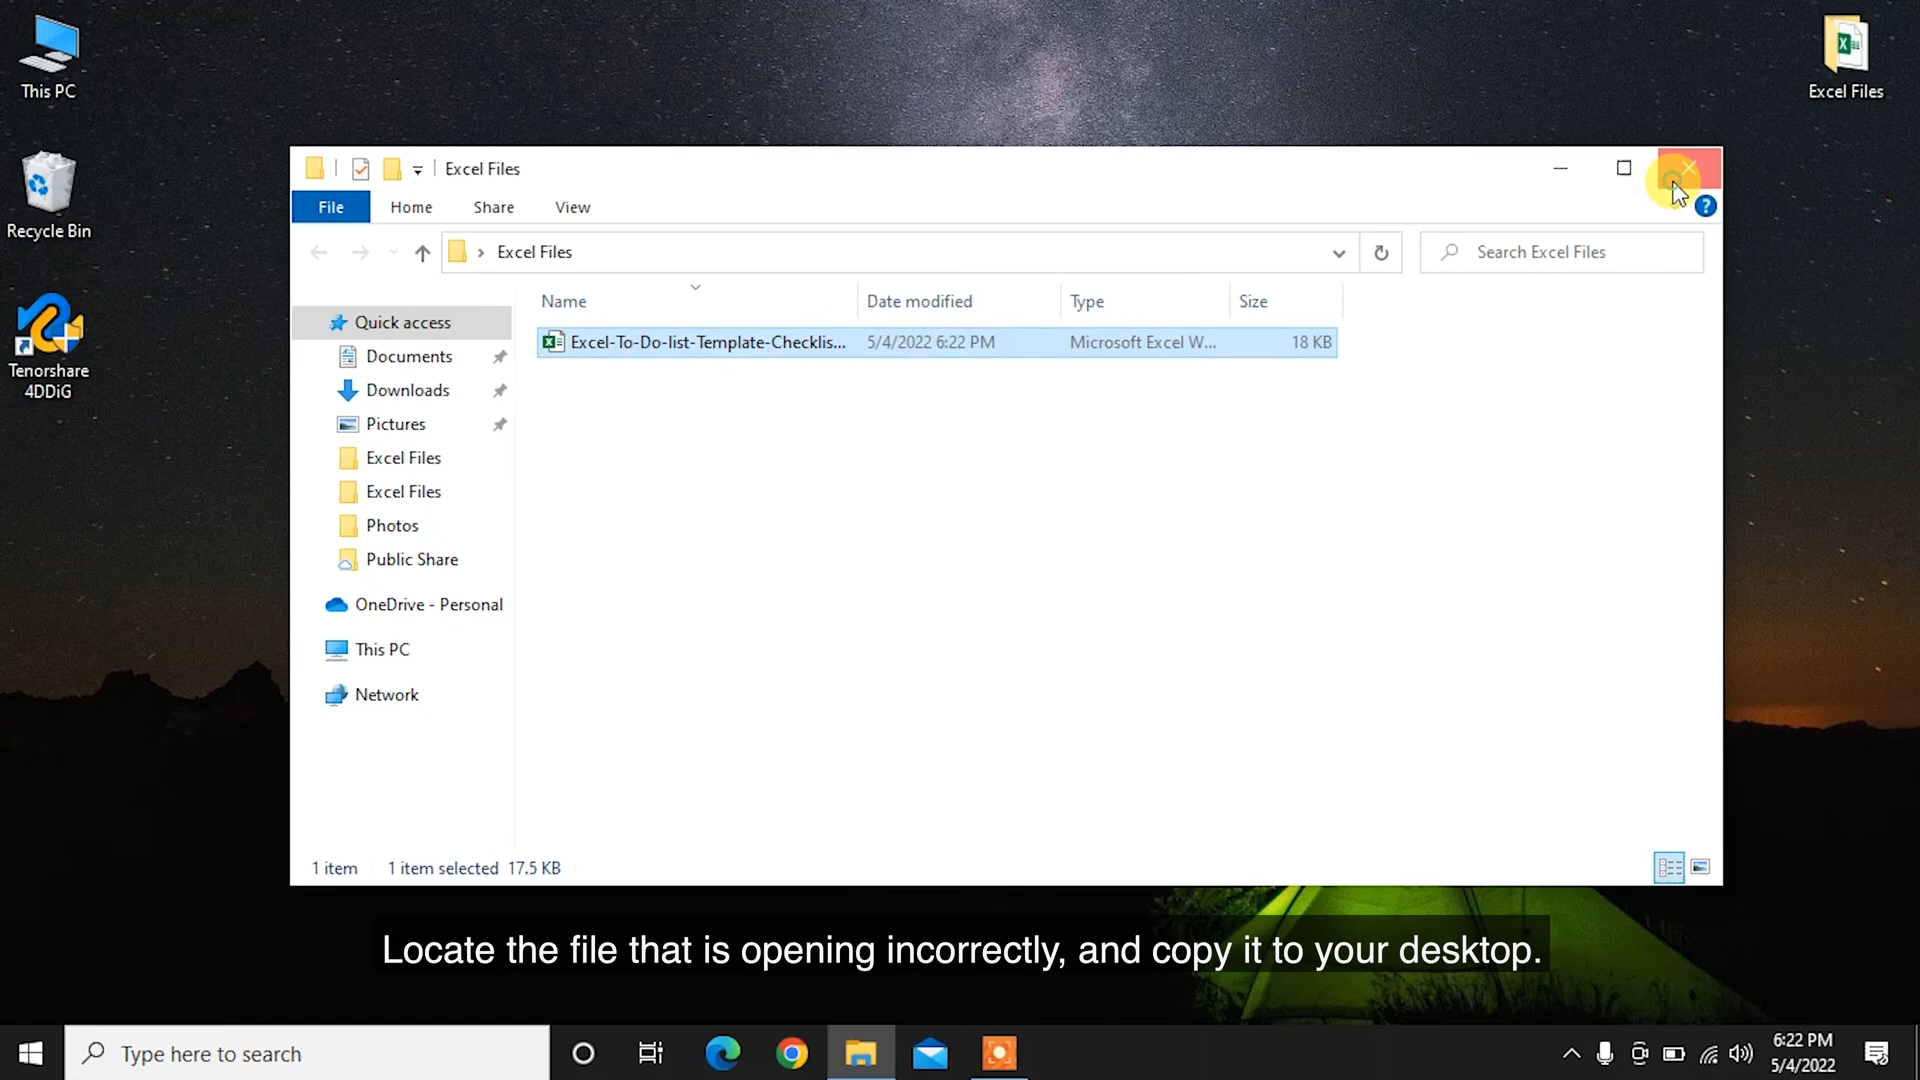 This PC
Excel Files
Recycle Bin
Tenorshare
4DDiG
Excel Files
File Home Share View
?
Excel Files
Search Excel Files
Name Date modified Type Size
Excel-To-Do-list-Template-Checklis... 5/4/2022 6:22 PM Microsoft Excel W... 18 KB
Quick access
Documents
Downloads
Pictures
Excel Files
Excel Files
Photos
Public Share
OneDrive - Personal
This PC
Network
1 item 1 item selected 17.5 KB
Locate the file that is opening incorrectly, and copy it to your desktop.
Type here to search
6:22 PM
5/4/2022